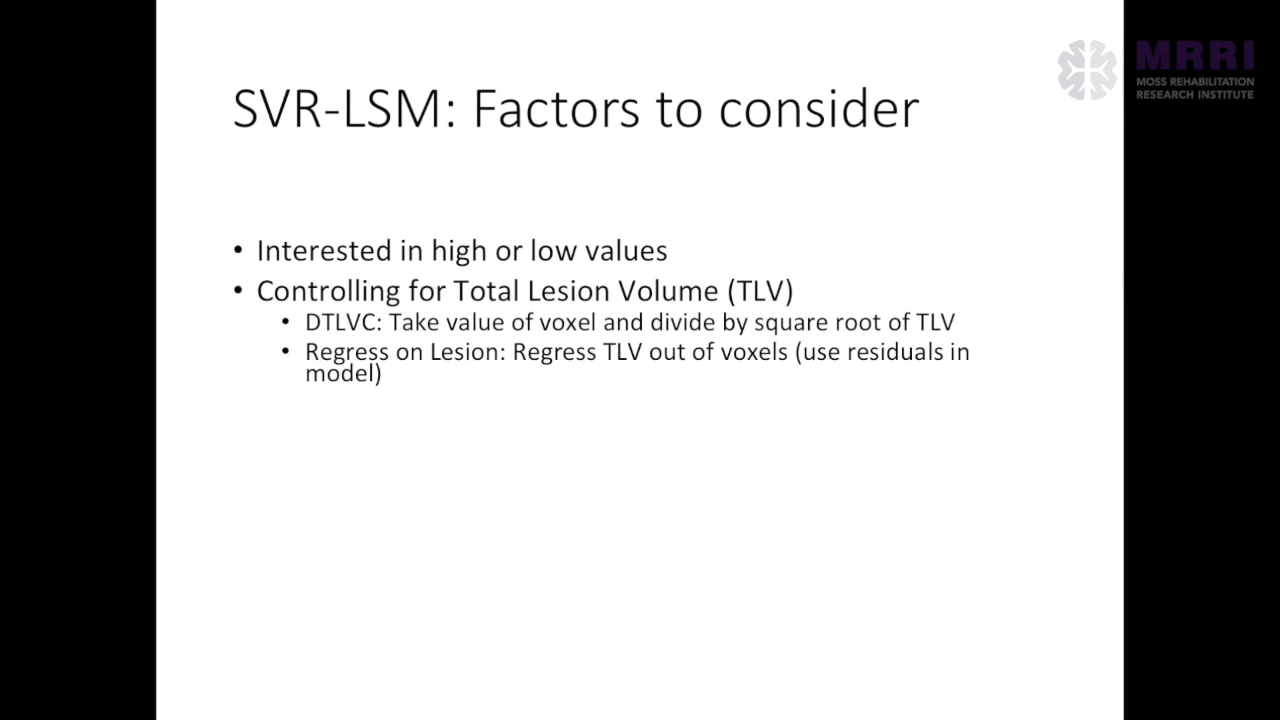 MRRI
MOSS REHABILITATION
RESEARCH INSTITUTE
SVR-LSM: Factors to consider
• Interested in high or low values
• Controlling for Total Lesion Volume (TLV)
• DTLVC: Take value of voxel and divide by square root of TLV
• Regress on Lesion: Regress TLV out of voxels (use residuals in
model)